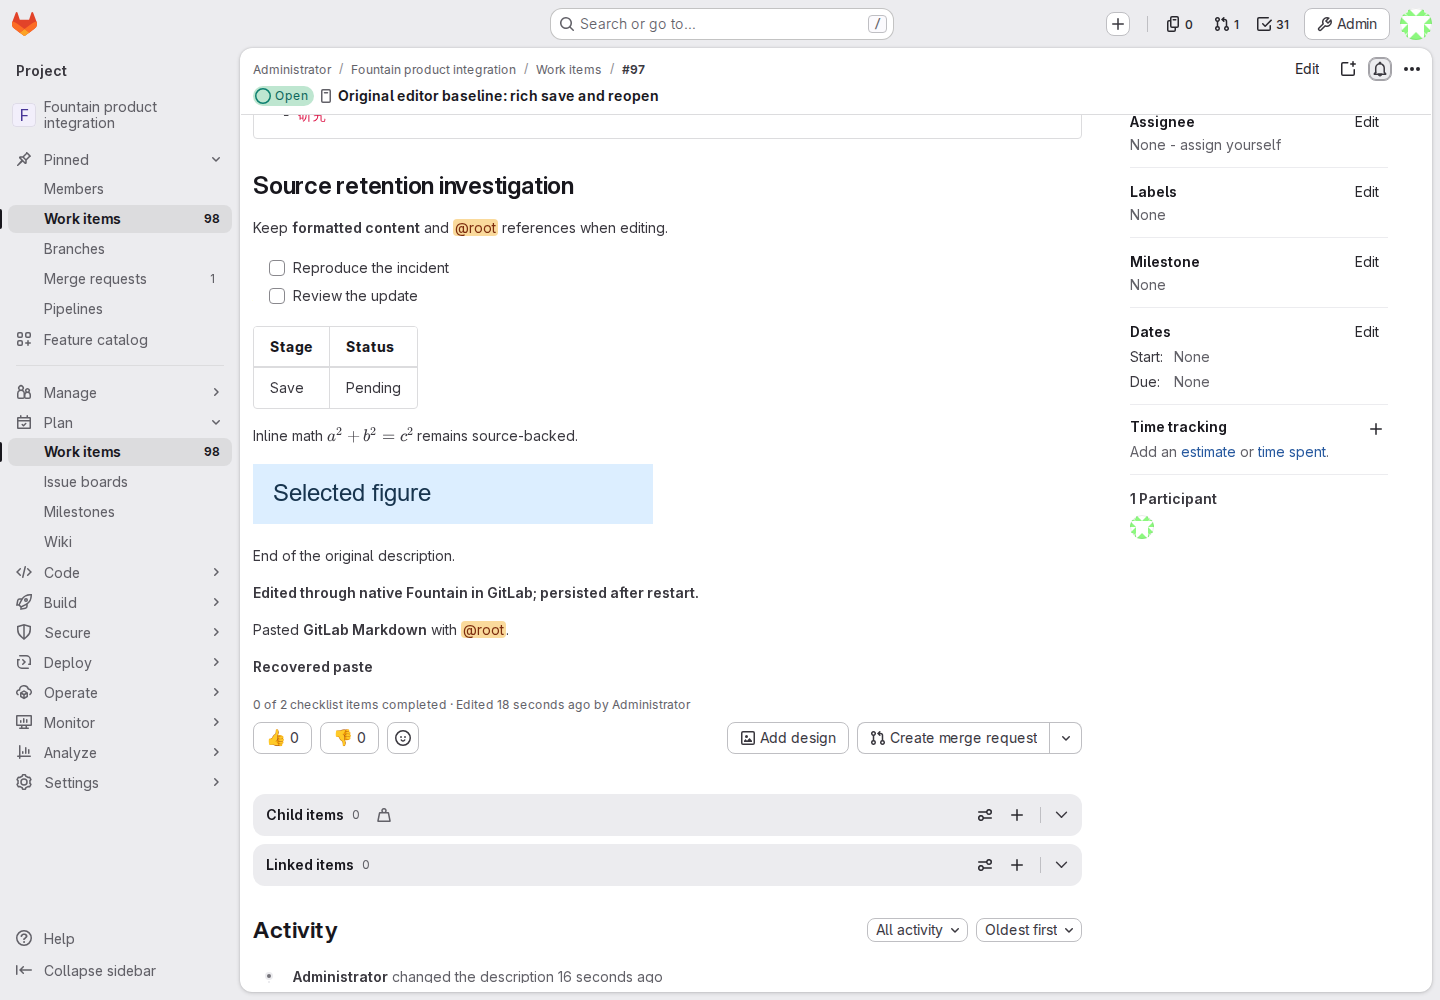 Search or go to...
/
0
1
31
Admin
Project
F
Fountain product integration
Pinned
Members
Work items 98
Branches
Merge requests 1
Pipelines
Feature catalog
Manage
Plan
Work items 98
Issue boards
Milestones
Wiki
Code
Build
Secure
Deploy
Operate
Monitor
Analyze
Settings
Help
Collapse sidebar
Administrator / Fountain product integration / Work items / #97
Edit
Open Original editor baseline: rich save and reopen
研究
Source retention investigation
Keep formatted content and @root references when editing.
Reproduce the incident
Review the update
Stage Status
Save Pending
Inline math a² + b² = c² remains source-backed.
Selected figure
End of the original description.
Edited through native Fountain in GitLab; persisted after restart.
Pasted GitLab Markdown with @root.
Recovered paste
0 of 2 checklist items completed · Edited 18 seconds ago by Administrator
👍 0
👎 0
Add design
Create merge request
Child items 0
Linked items 0
Activity
All activity
Oldest first
Administrator changed the description 16 seconds ago
Assignee Edit
None - assign yourself
Labels Edit
None
Milestone Edit
None
Dates Edit
Start: None
Due: None
Time tracking
Add an estimate or time spent.
1 Participant